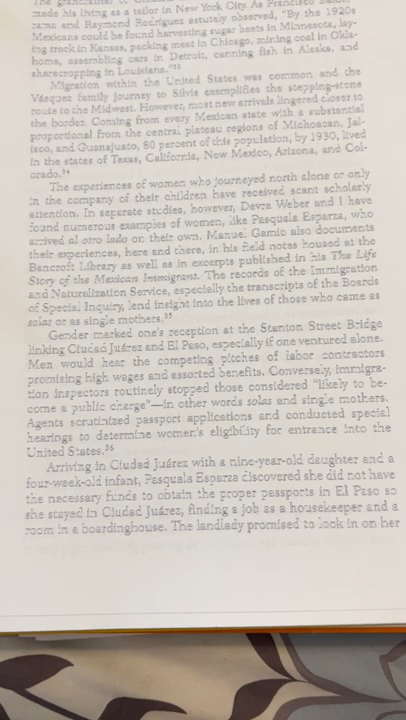 made his living as a tailor in New York City. As Francisco
and Raymond Rodríguez astutely observed, "By the 1920s
Mexicans could be found harvesting sugar beets in Minnesota, lay-
ing track in Kansas, packing meat in Chicago, mining coal in Okla-
homa, assembling cars in Detroit, canning fish in Alaska, and
sharecropping in Louisiana."³³
Migration within the United States was common and the
Vásquez family journey to Silvis exemplifies the stepping-stone
route to the Midwest. However, most new arrivals lingered closer to
the border. Coming from every Mexican state with a substantial
proportional from the central plateau regions of Michoacan, Jal-
isco, and Guanajuato, 80 percent of this population, by 1930, lived
in the states of Texas, California, New Mexico, Arizona, and Col-
orado.³⁴
The experiences of women who journeyed north alone or only
in the company of their children have received scant scholarly
attention. In separate studies, however, Devra Weber and I have
found numerous examples of women, like Pasquala Esparza, who
arrived al otro lado on their own. Manuel Gamio also documents
their experiences, here and there, in his field notes housed at the
Bancroft Library as well as in excerpts published in his The Life
Story of the Mexican Immigrant. The records of the Immigration
and Naturalization Service, especially the transcripts of the Boards
of Special Inquiry, lend insight into the lives of those who came as
solas or as single mothers.³⁵
Gender marked one's reception at the Stanton Street Bridge
linking Ciudad Juárez and El Paso, especially if one ventured alone.
Men would hear the competing pitches of labor contractors
promising high wages and assorted benefits. Conversely, immigra-
tion inspectors routinely stopped those considered "likely to be-
come a public charge"—in other words solas and single mothers.
Agents scrutinized passport applications and conducted special
hearings to determine women's eligibility for entrance into the
United States.³⁶
Arriving in Ciudad Juárez with a nine-year-old daughter and a
four-week-old infant, Pasquala Esparza discovered she did not have
the necessary funds to obtain the proper passports in El Paso so
she stayed in Ciudad Juárez, finding a job as a housekeeper and a
room in a boardinghouse. The landlady promised to look in on her